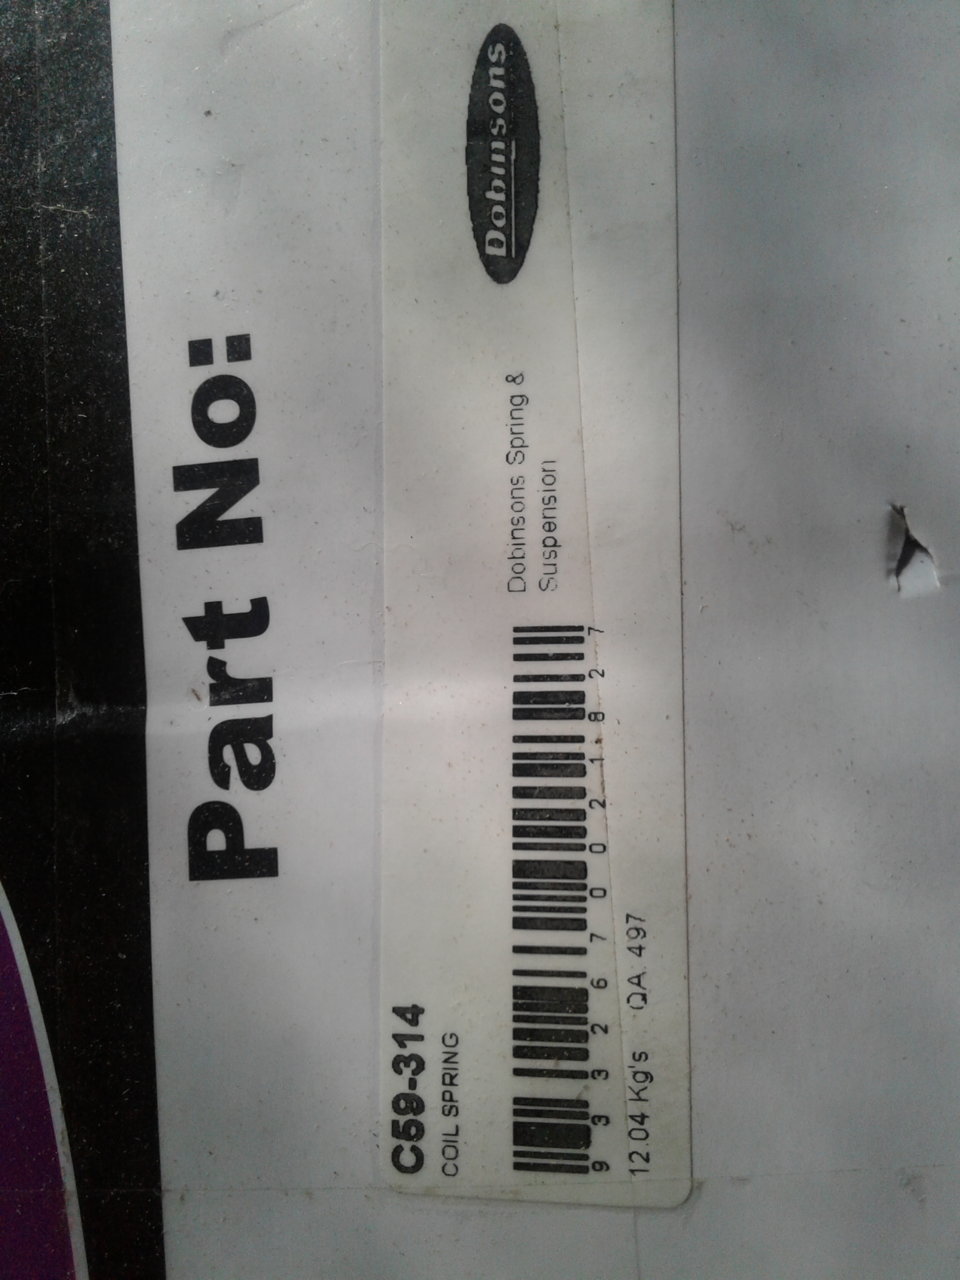 Part No:
C59-314
COIL SPRING
Dobinsons Spring &
Suspension
Dobinsons
9 3 3 2 6 7 0 0 2 1 8 2 7
12.04 Kg's QA: 497